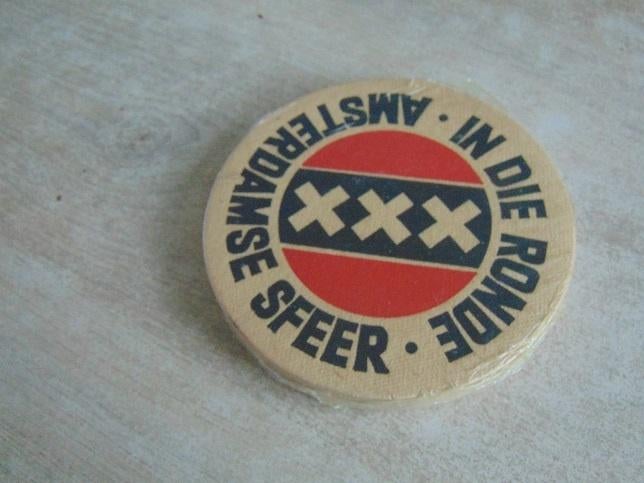 IN DIE RONDE · AMSTERDAMSE SFEER ·
XXX